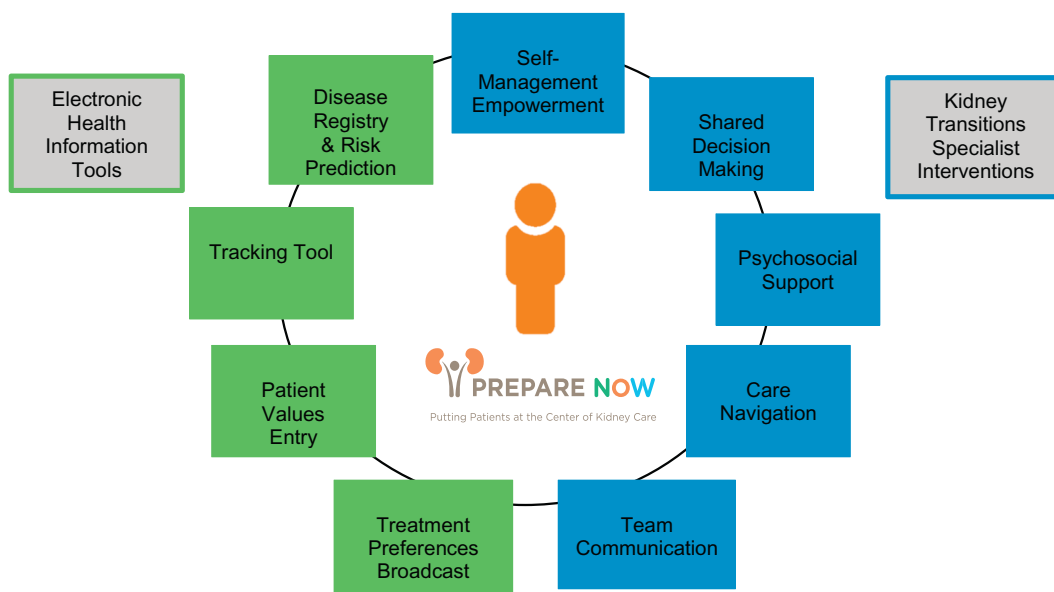 Electronic
Health
Information
Tools
Disease
Registry
& Risk
Prediction
Self-
Management
Empowerment
Shared
Decision
Making
Kidney
Transitions
Specialist
Interventions
Tracking Tool
Psychosocial
Support
PREPARE NOW
Putting Patients at the Center of Kidney Care
Patient
Values
Entry
Care
Navigation
Treatment
Preferences
Broadcast
Team
Communication